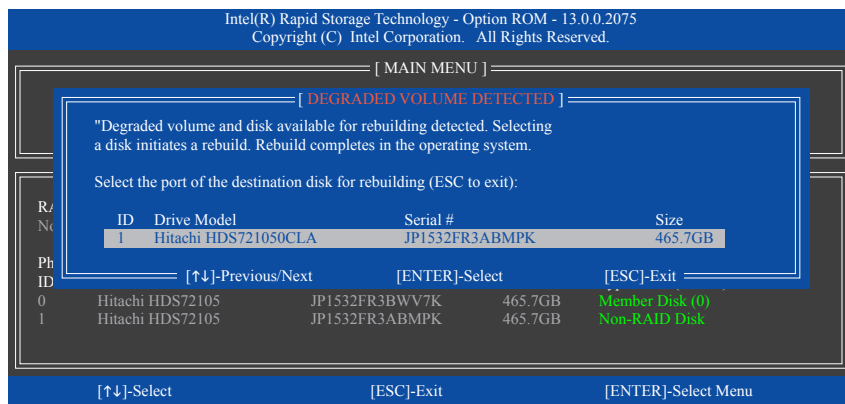 Intel(R) Rapid Storage Technology - Option ROM - 13.0.0.2075
Copyright (C) Intel Corporation. All Rights Reserved.
[ MAIN MENU ]
[ DEGRADED VOLUME DETECTED ]
"Degraded volume and disk available for rebuilding detected. Selecting
a disk initiates a rebuild. Rebuild completes in the operating system.
Select the port of the destination disk for rebuilding (ESC to exit):
ID Drive Model Serial # Size
1 Hitachi HDS721050CLA JP1532FR3ABMPK 465.7GB
[↑↓]-Previous/Next [ENTER]-Select [ESC]-Exit
ID
0 Hitachi HDS72105 JP1532FR3BWV7K 465.7GB Member Disk (0)
1 Hitachi HDS72105 JP1532FR3ABMPK 465.7GB Non-RAID Disk
[↑↓]-Select [ESC]-Exit [ENTER]-Select Menu